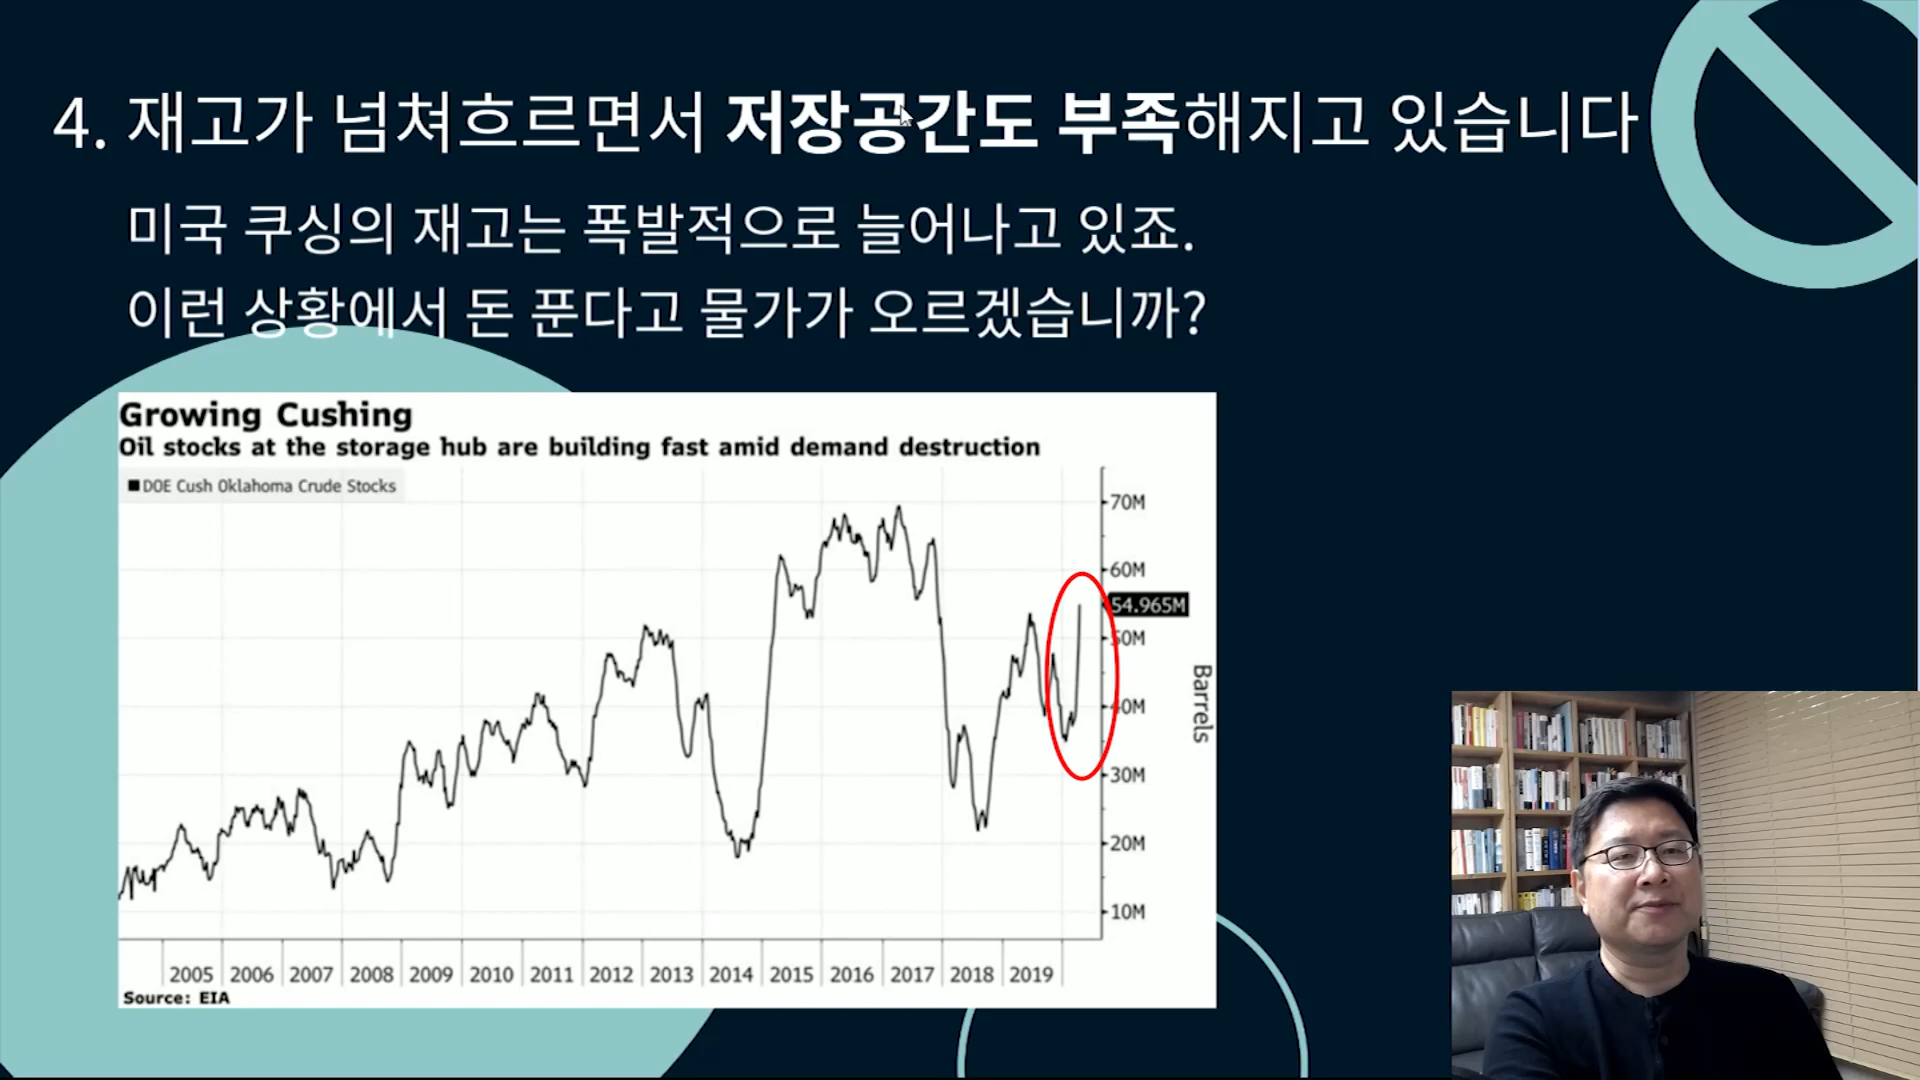 4. 재고가 넘쳐흐르면서 저장공간도 부족해지고 있습니다
미국 쿠싱의 재고는 폭발적으로 늘어나고 있죠.
이런 상황에서 돈 푼다고 물가가 오르겠습니까?
Growing Cushing
Oil stocks at the storage hub are building fast amid demand destruction
DOE Cush Oklahoma Crude Stocks
70M
60M
54.965M
50M
40M
30M
20M
10M
Barrels
2005 2006 2007 2008 2009 2010 2011 2012 2013 2014 2015 2016 2017 2018 2019
Source: EIA